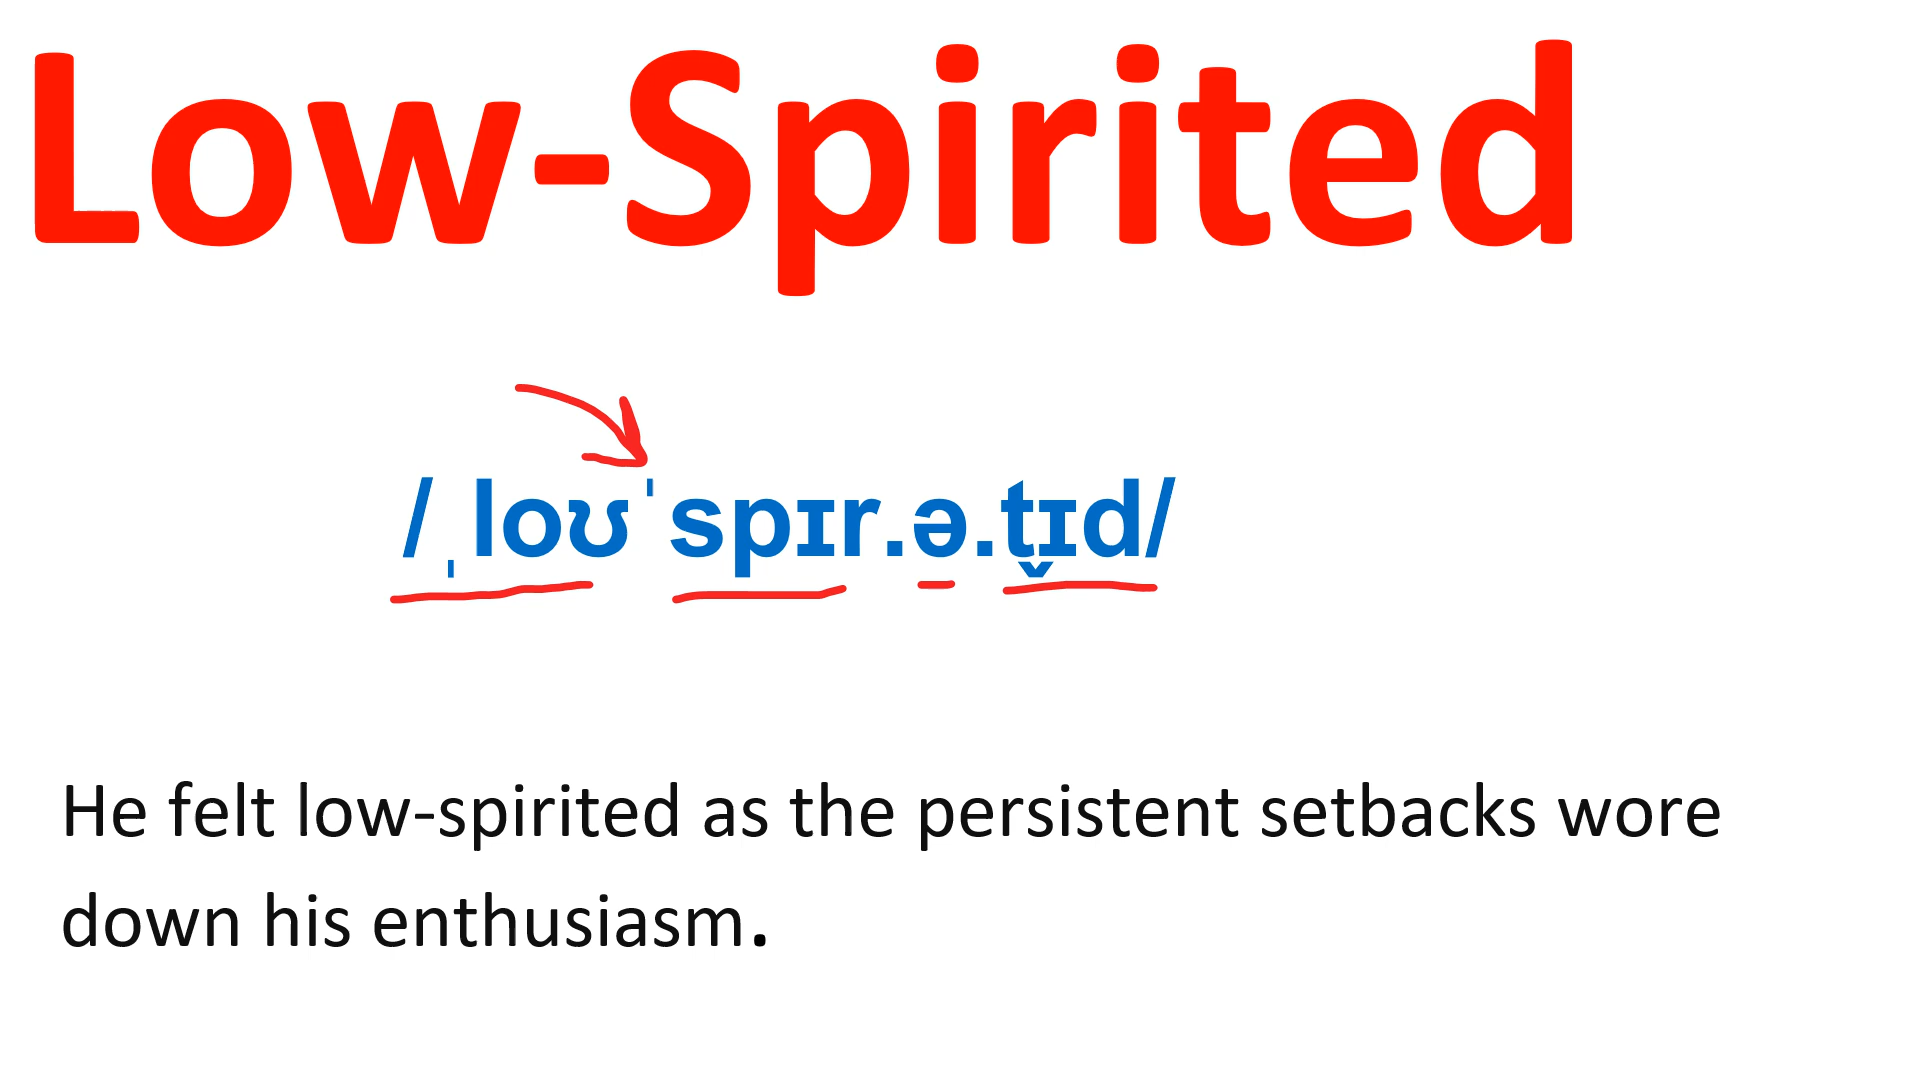 Low-Spirited
/ˌloʊˈspɪr.ə.t̬ɪd/
He felt low-spirited as the persistent setbacks wore
down his enthusiasm.